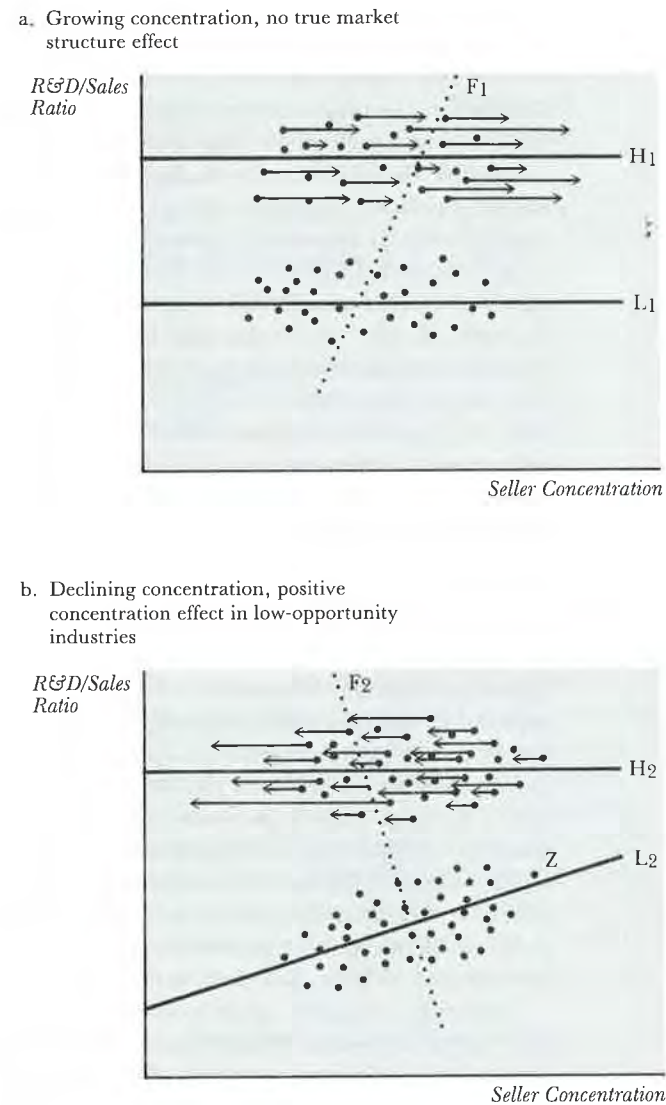 a. Growing concentration, no true market
structure effect
R&D/Sales
Ratio
F1
H1
L1
Seller Concentration
b. Declining concentration, positive
concentration effect in low-opportunity
industries
R&D/Sales
Ratio
F2
H2
Z
L2
Seller Concentration